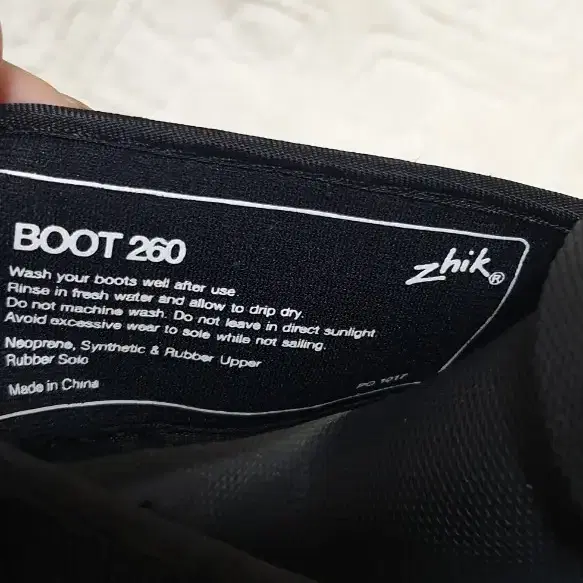 BOOT 260
zhik®
Wash your boots well after use.
Rinse in fresh water and allow to drip dry.
Do not machine wash. Do not leave in direct sunlight.
Avoid excessive wear to sole while not sailing.
Neoprene, Synthetic & Rubber Upper
Rubber Sole
Made in China
PO 1017